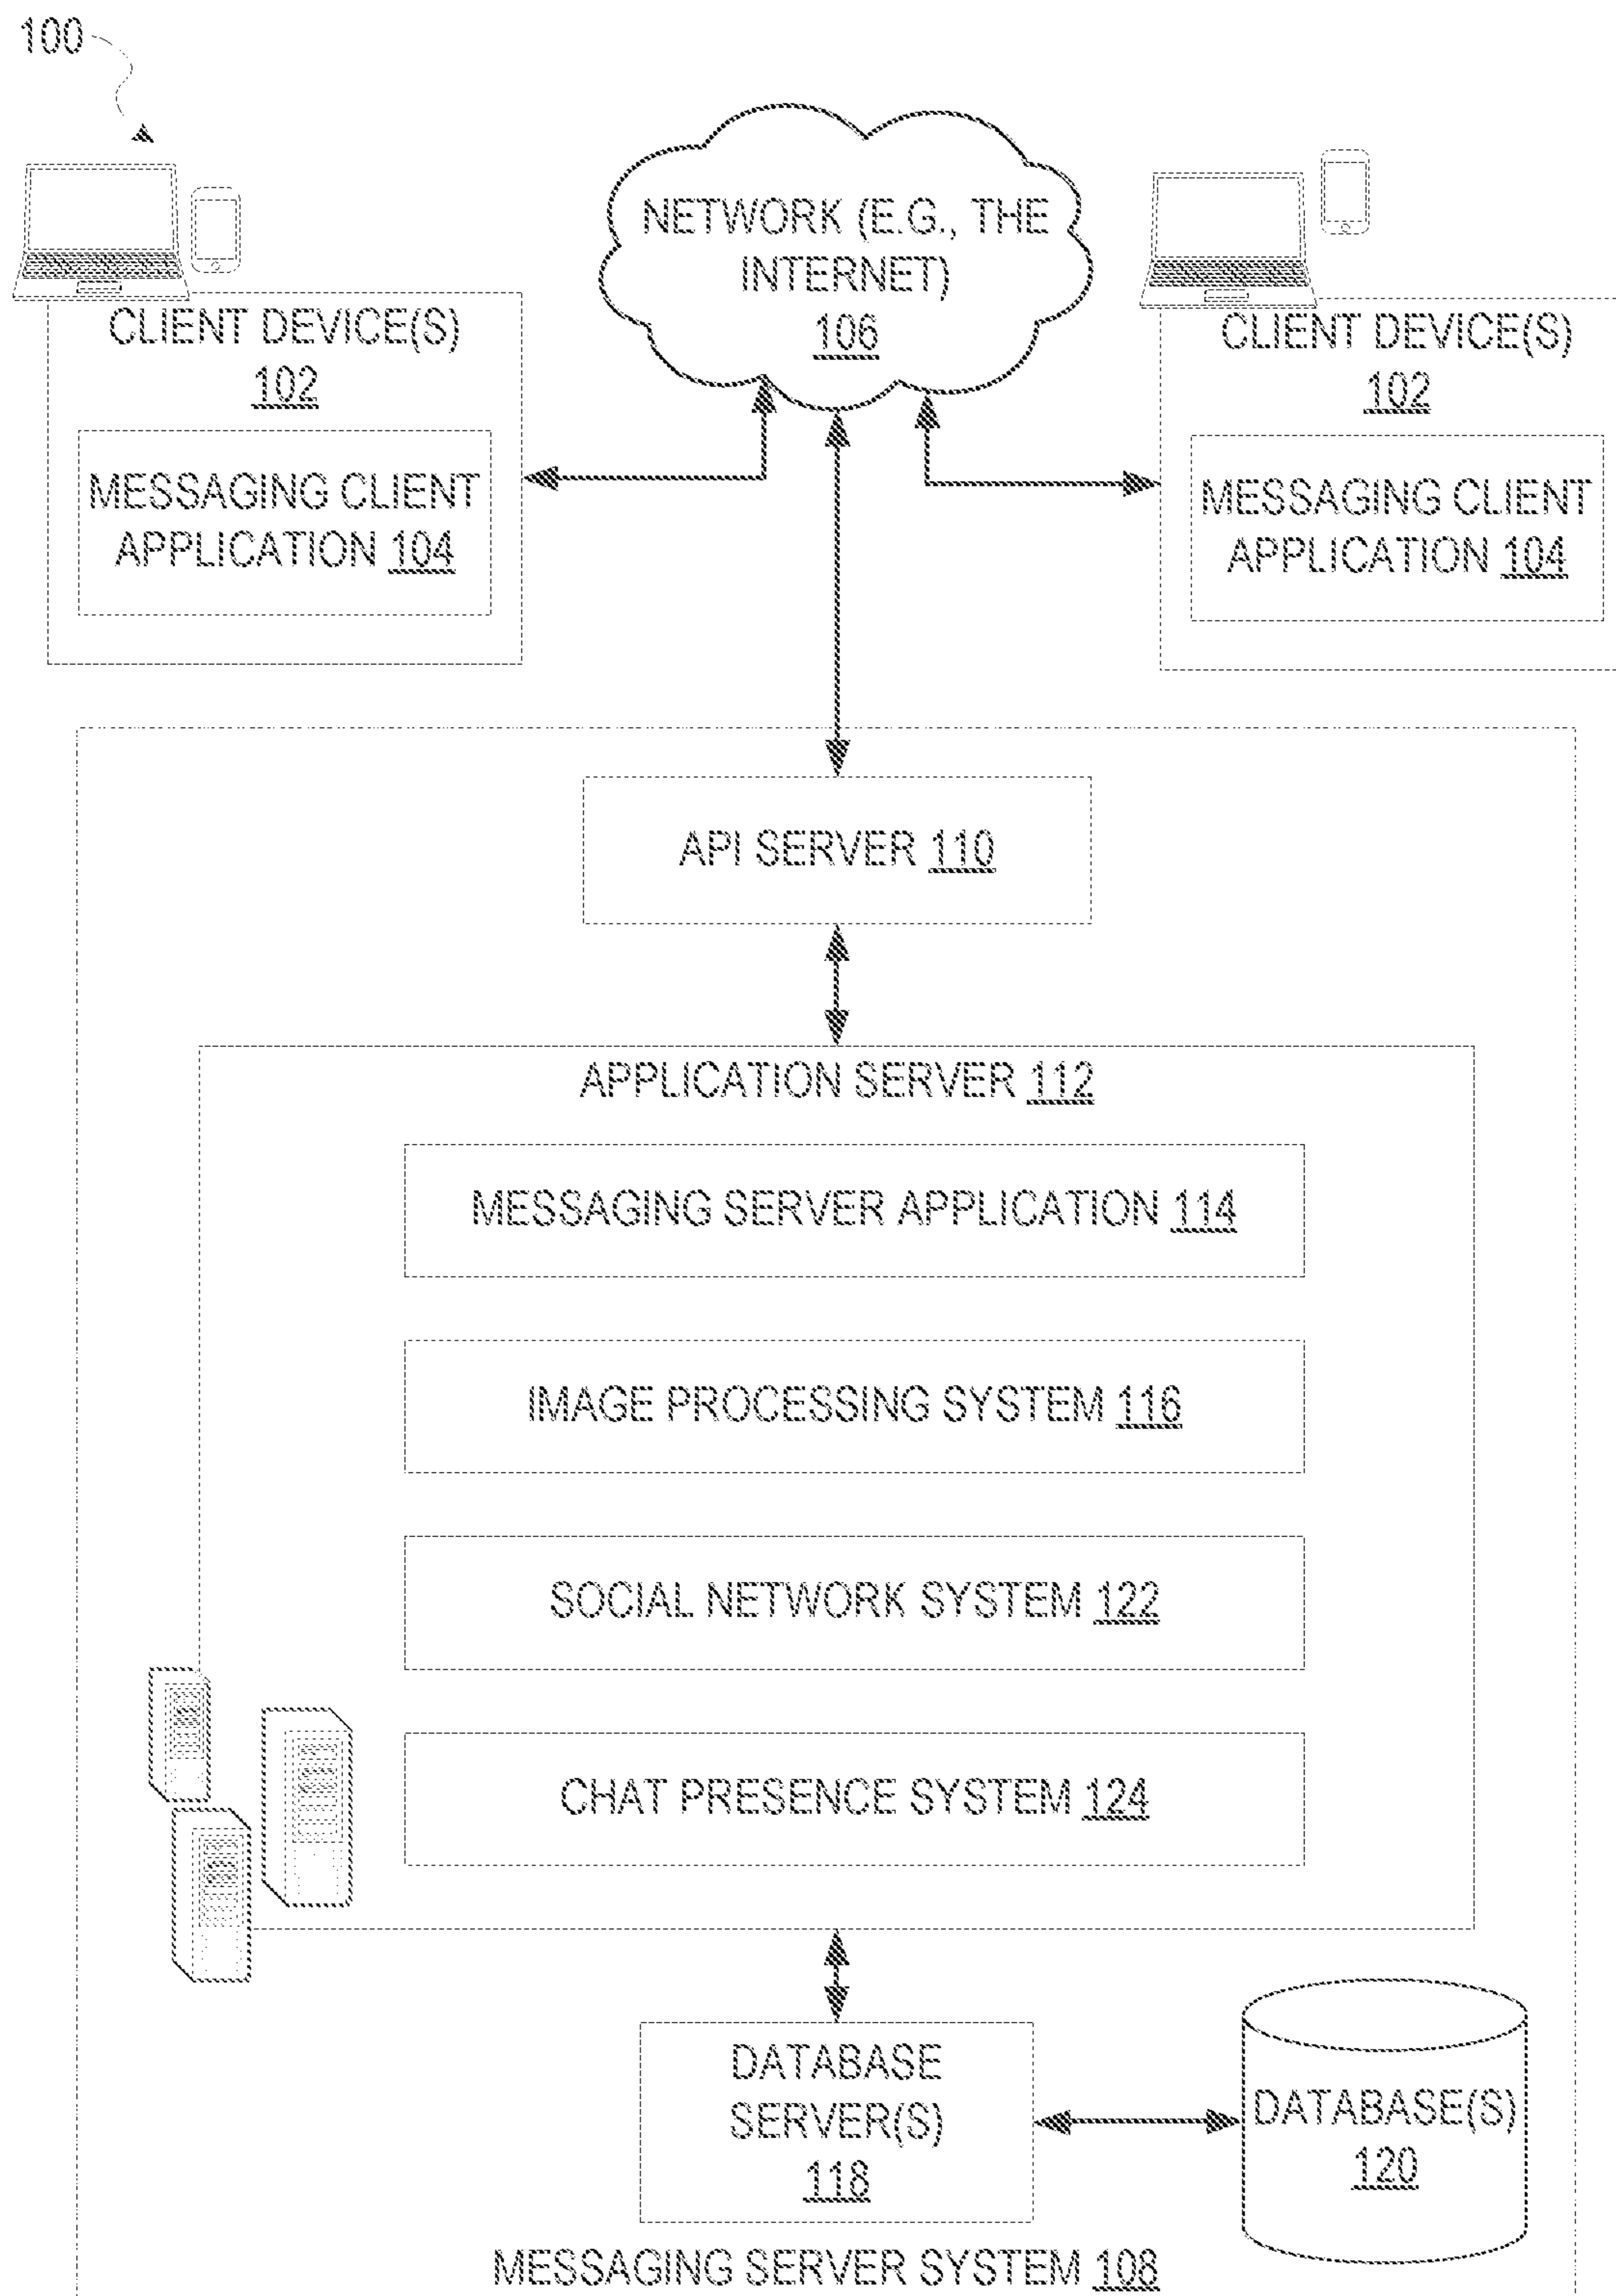 100
NETWORK (E.G., THE
INTERNET)
106
CLIENT DEVICE(S)
102
MESSAGING CLIENT
APPLICATION 104
CLIENT DEVICE(S)
102
MESSAGING CLIENT
APPLICATION 104
API SERVER 110
APPLICATION SERVER 112
MESSAGING SERVER APPLICATION 114
IMAGE PROCESSING SYSTEM 116
SOCIAL NETWORK SYSTEM 122
CHAT PRESENCE SYSTEM 124
DATABASE
SERVER(S)
118
DATABASE(S)
120
MESSAGING SERVER SYSTEM 108